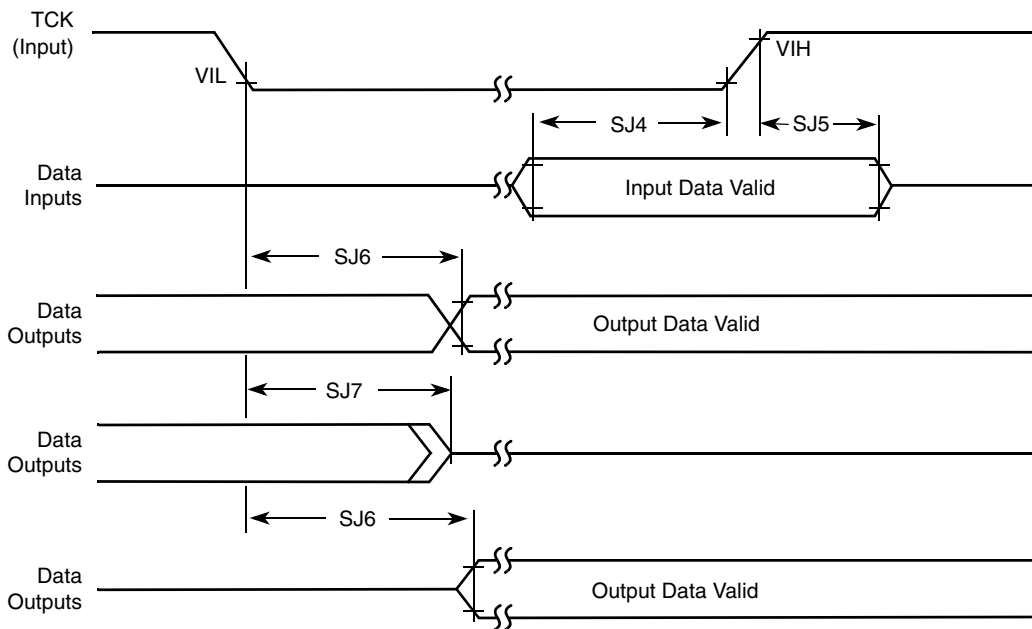 TCK
(Input)
VIL
VIH
SJ4
SJ5
Data
Inputs
Input Data Valid
SJ6
Data
Outputs
Output Data Valid
SJ7
Data
Outputs
SJ6
Data
Outputs
Output Data Valid